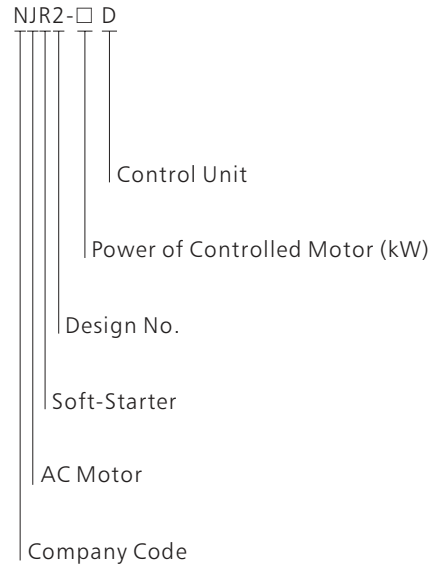 NJR2-□ D
Control Unit
Power of Controlled Motor (kW)
Design No.
Soft-Starter
AC Motor
Company Code